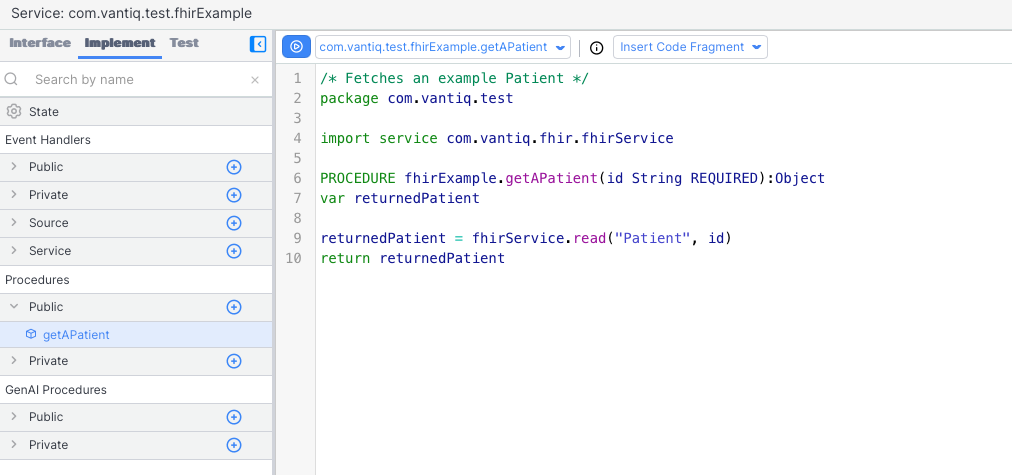 Service: com.vantiq.test.fhirExample
Interface Implement Test
Search by name
State
Event Handlers
Public
Private
Source
Service
Procedures
Public
getAPatient
Private
GenAI Procedures
Public
Private
com.vantiq.test.fhirExample.getAPatient
Insert Code Fragment
1 /* Fetches an example Patient */
2 package com.vantiq.test
3
4 import service com.vantiq.fhir.fhirService
5
6 PROCEDURE fhirExample.getAPatient(id String REQUIRED):Object
7 var returnedPatient
8
9 returnedPatient = fhirService.read("Patient", id)
10 return returnedPatient